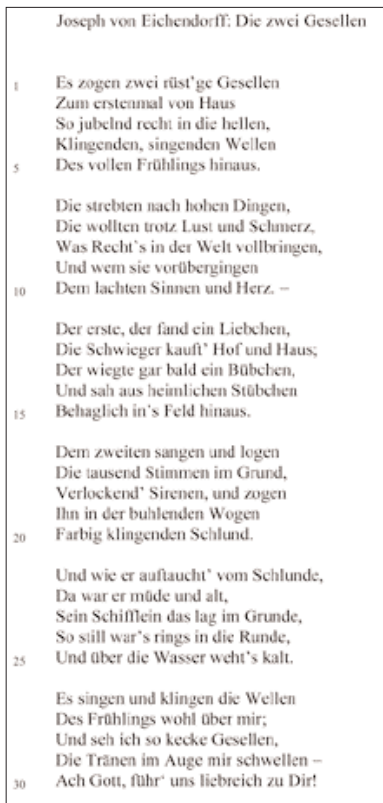 Joseph von Eichendorff: Die zwei Gesellen
1 Es zogen zwei rüst'ge Gesellen
Zum erstenmal von Haus
So jubelnd recht in die hellen,
Klingenden, singenden Wellen
5 Des vollen Frühlings hinaus.
Die strebten nach hohen Dingen,
Die wollten trotz Lust und Schmerz,
Was Recht's in der Welt vollbringen,
Und wem sie vorübergingen
10 Dem lachten Sinnen und Herz. –
Der erste, der fand ein Liebchen,
Die Schwieger kauft' Hof und Haus;
Der wiegte gar bald ein Bübchen,
Und sah aus heimlichen Stübchen
15 Behaglich in's Feld hinaus.
Dem zweiten sangen und logen
Die tausend Stimmen im Grund,
Verlockend' Sirenen, und zogen
Ihn in der buhlenden Wogen
20 Farbig klingenden Schlund.
Und wie er auftaucht' vom Schlunde,
Da war er müde und alt,
Sein Schifflein das lag im Grunde,
So still war's rings in die Runde,
25 Und über die Wasser weht's kalt.
Es singen und klingen die Wellen
Des Frühlings wohl über mir;
Und seh ich so kecke Gesellen,
Die Tränen im Auge mir schwellen –
30 Ach Gott, führ' uns liebreich zu Dir!